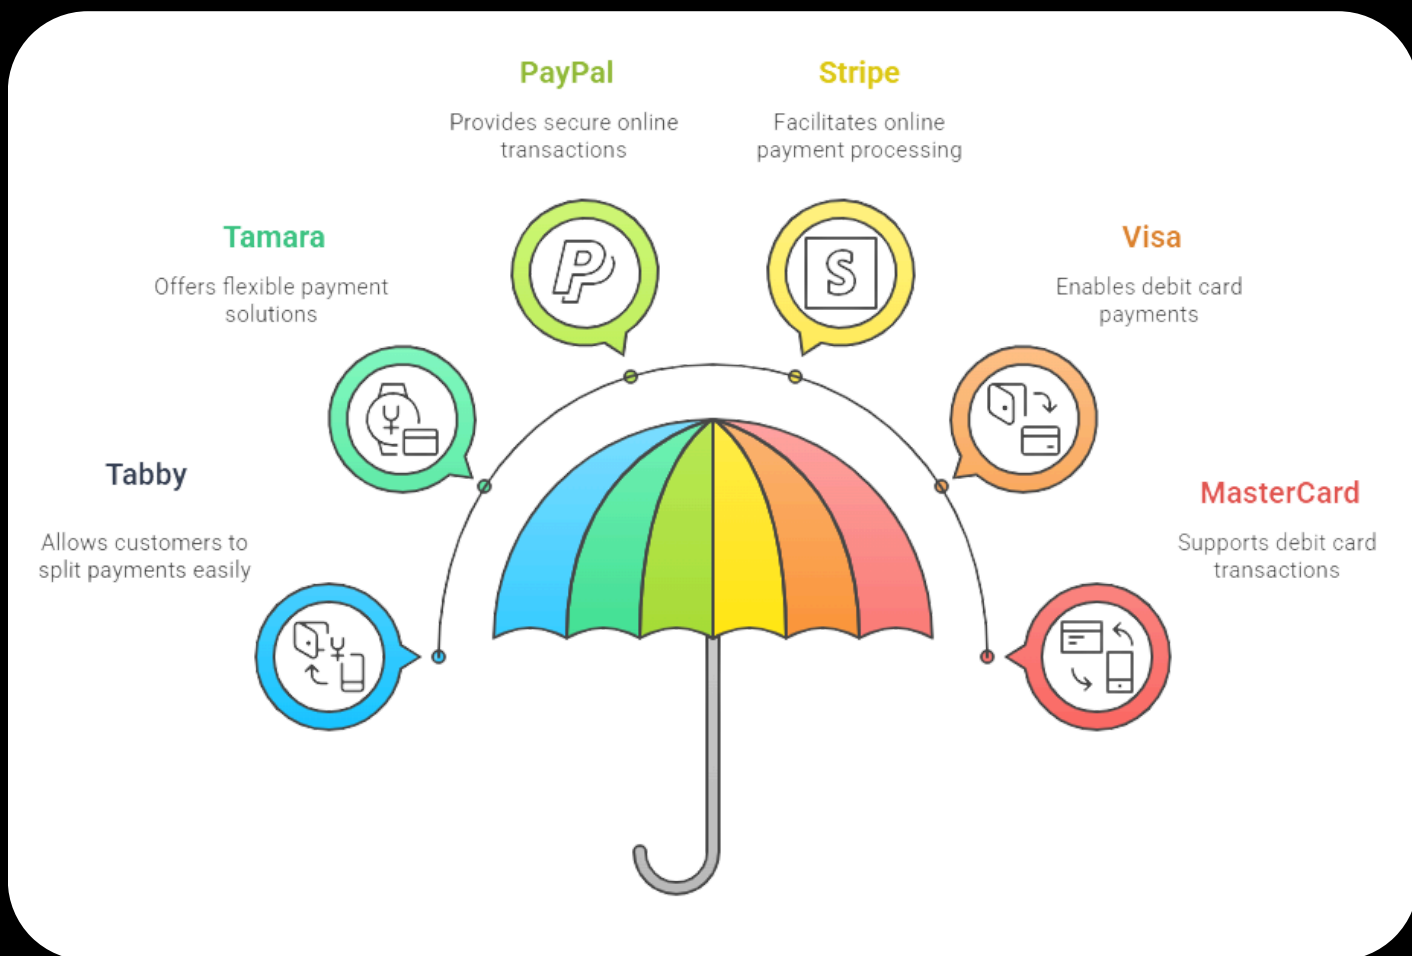 PayPal
Provides secure online
transactions
Stripe
Facilitates online
payment processing
Tamara
Offers flexible payment
solutions
Visa
Enables debit card
payments
Tabby
Allows customers to
split payments easily
MasterCard
Supports debit card
transactions
P
S
¥
¥